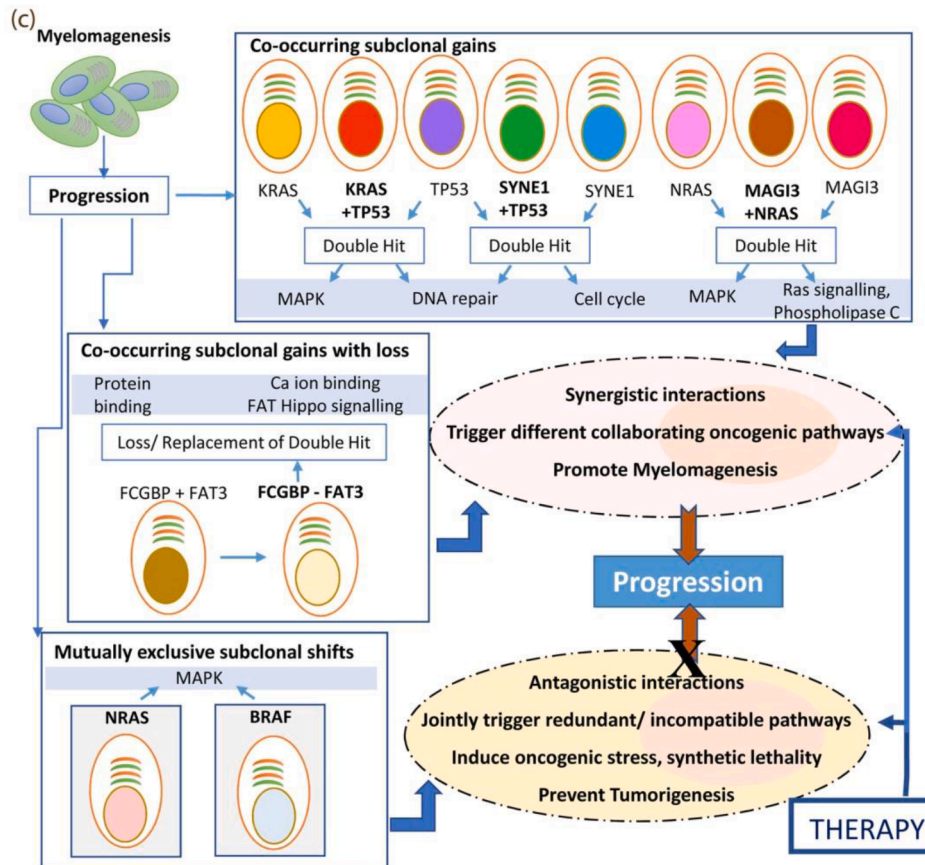 (c)
Myelomagenesis
Progression
Co-occurring subclonal gains
KRAS
KRAS
+TP53
TP53
SYNE1
+TP53
SYNE1
NRAS
MAGI3
+NRAS
MAGI3
Double Hit
Double Hit
Double Hit
MAPK
DNA repair
Cell cycle
MAPK
Ras signalling,
Phospholipase C
Co-occurring subclonal gains with loss
Protein
binding
Ca ion binding
FAT Hippo signalling
Loss/ Replacement of Double Hit
FCGBP + FAT3
FCGBP - FAT3
Synergistic interactions
Trigger different collaborating oncogenic pathways
Promote Myelomagenesis
Progression
X
Mutually exclusive subclonal shifts
MAPK
NRAS
BRAF
Antagonistic interactions
Jointly trigger redundant/ incompatible pathways
Induce oncogenic stress, synthetic lethality
Prevent Tumorigenesis
THERAPY